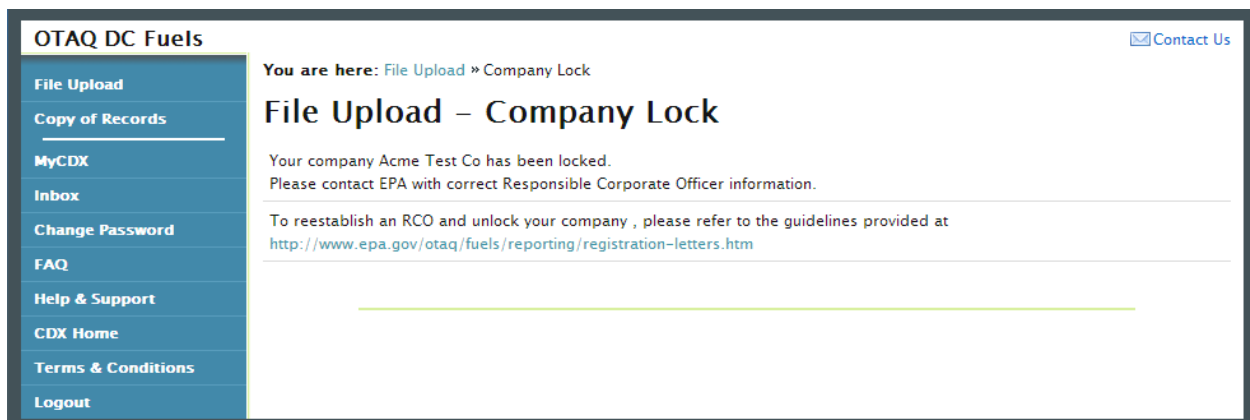 OTAQ DC Fuels
Contact Us
File Upload
Copy of Records
MyCDX
Inbox
Change Password
FAQ
Help & Support
CDX Home
Terms & Conditions
Logout
You are here: File Upload » Company Lock
File Upload – Company Lock
Your company Acme Test Co has been locked.
Please contact EPA with correct Responsible Corporate Officer information.
To reestablish an RCO and unlock your company , please refer to the guidelines provided at
http://www.epa.gov/otaq/fuels/reporting/registration-letters.htm